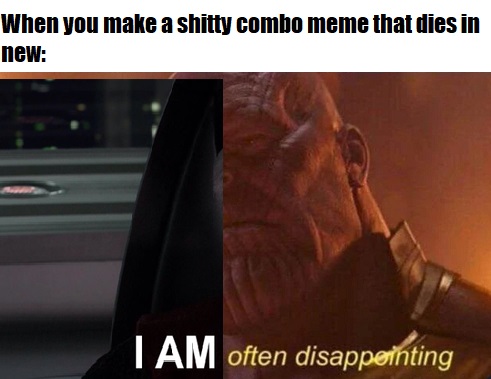 When you make a shitty combo meme that dies in
new:
I AM often disappointing